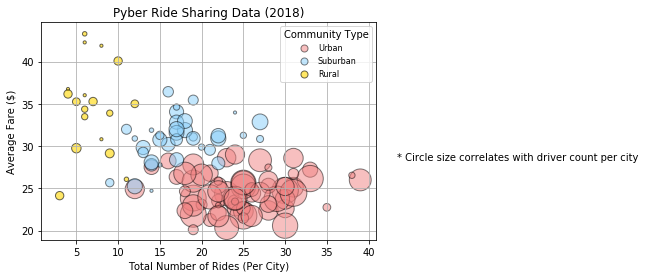 Pyber Ride Sharing Data (2018)
Community Type
Urban
Suburban
Rural
Average Fare ($)
40
35
30
25
20
5
10
15
20
25
30
35
40
Total Number of Rides (Per City)
* Circle size correlates with driver count per city